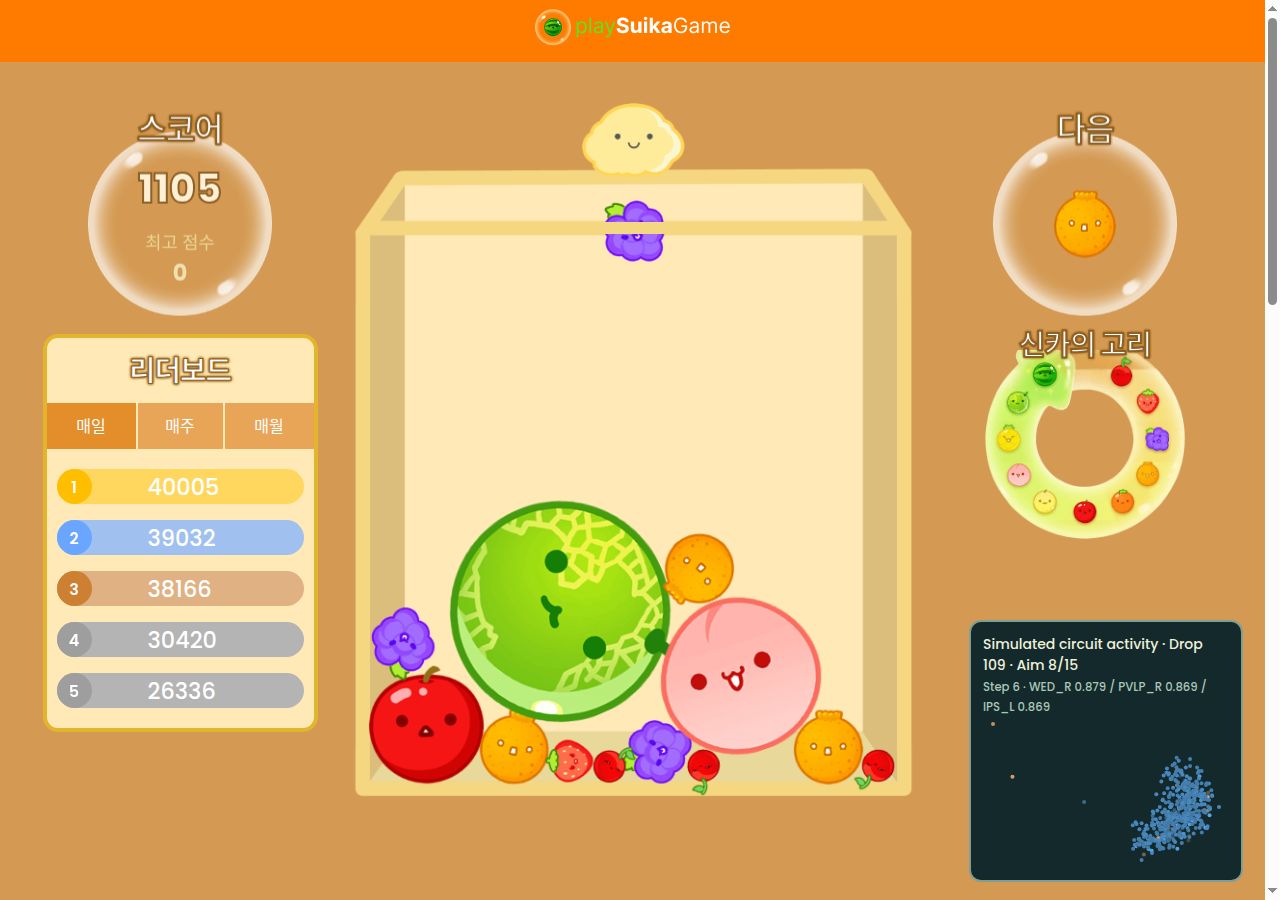 playSuikaGame
스코어
1105
최고 점수
0
리더보드
매일 매주 매월
1 40005
2 39032
3 38166
4 30420
5 26336
다음
신카의 고리
Simulated circuit activity · Drop
109 · Aim 8/15
Step 6 · WED_R 0.879 / PVLP_R 0.869 /
IPS_L 0.869